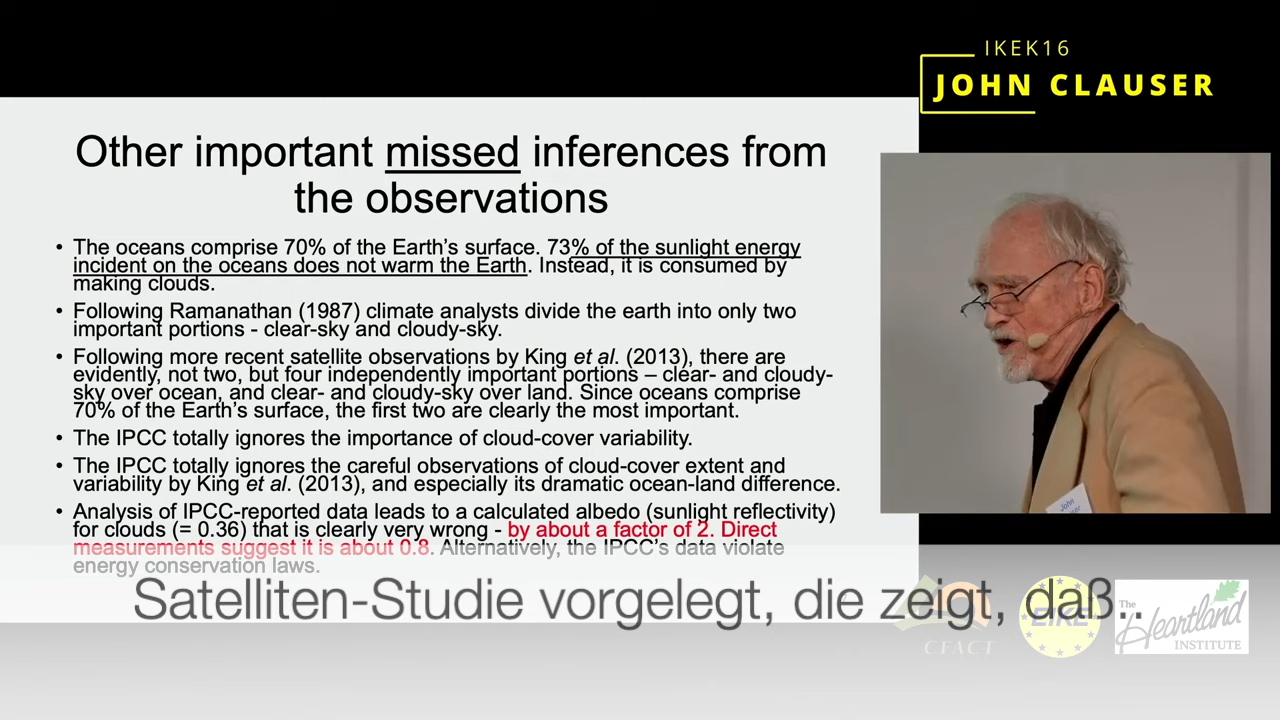 IKEK16
JOHN CLAUSER
Other important missed inferences from
the observations
• The oceans comprise 70% of the Earth's surface. 73% of the sunlight energy
incident on the oceans does not warm the Earth. Instead, it is consumed by
making clouds.
• Following Ramanathan (1987) climate analysts divide the earth into only two
important portions - clear-sky and cloudy-sky.
• Following more recent satellite observations by King et al. (2013), there are
evidently, not two, but four independently important portions – clear- and cloudy-
sky over ocean, and clear- and cloudy-sky over land. Since oceans comprise
70% of the Earth's surface, the first two are clearly the most important.
• The IPCC totally ignores the importance of cloud-cover variability.
• The IPCC totally ignores the careful observations of cloud-cover extent and
variability by King et al. (2013), and especially its dramatic ocean-land difference.
• Analysis of IPCC-reported data leads to a calculated albedo (sunlight reflectivity)
for clouds (= 0.36) that is clearly very wrong - by about a factor of 2. Direct
measurements suggest it is about 0.8. Alternatively, the IPCC's data violate
energy conservation laws.
John
Satelliten-Studie vorgelegt, die zeigt, daß..
CFACT
EIKE
The
Heartland
INSTITUTE